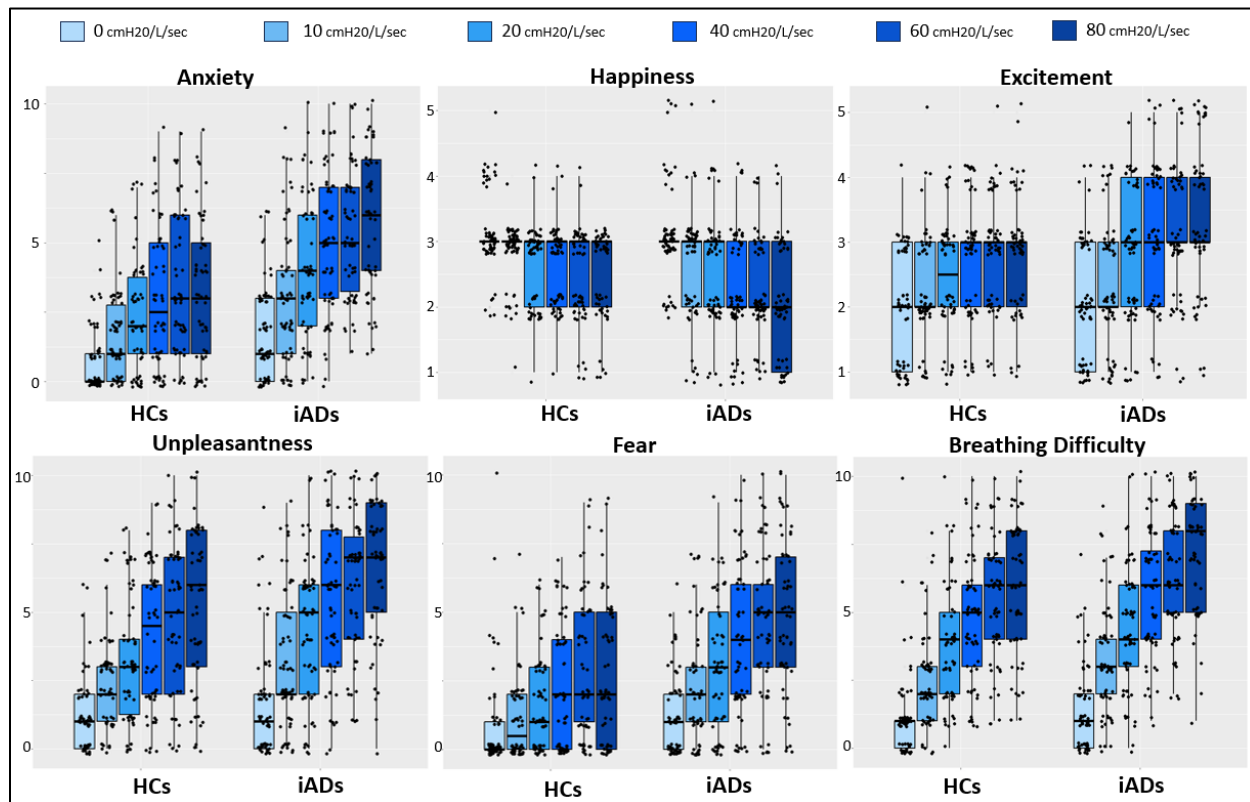 0 cmH20/L/sec 10 cmH20/L/sec 20 cmH20/L/sec 40 cmH20/L/sec 60 cmH20/L/sec 80 cmH20/L/sec
Anxiety
10
5
0
HCs iADs
Happiness
5
4
3
2
1
HCs iADs
Excitement
5
4
3
2
1
HCs iADs
Unpleasantness
10
5
0
HCs iADs
Fear
10
5
0
HCs iADs
Breathing Difficulty
10
5
0
HCs iADs